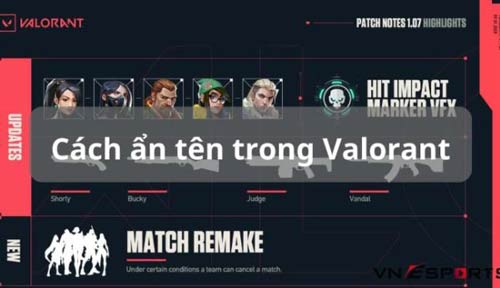 VALORANT
PATCH NOTES 1.07 HIGHLIGHTS
UPDATES
HIT IMPACT
MARKER VFX
Cách ẩn tên trong Valorant
Shorty
Bucky
Judge
Vandal
NEW
MATCH REMAKE
Under certain conditions a team can cancel a match.
VNESPORTS